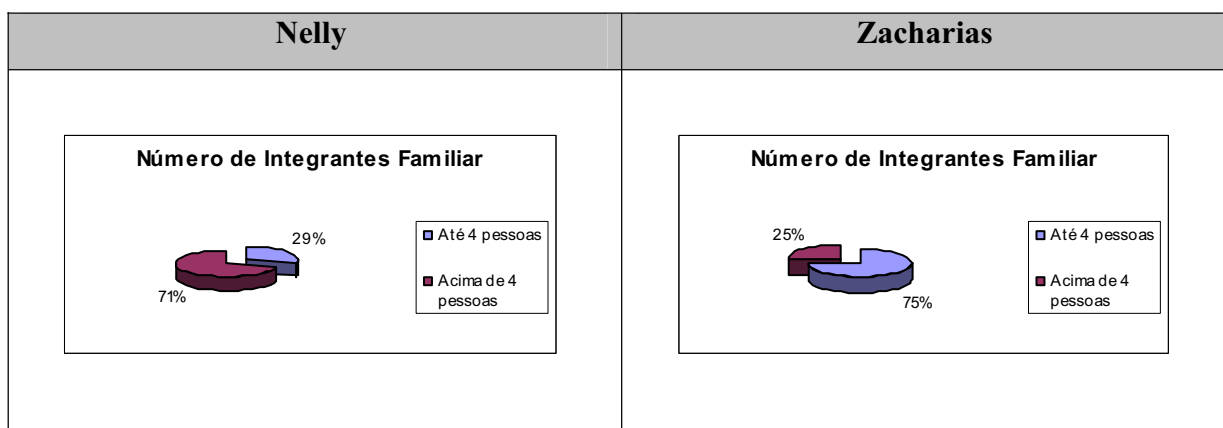 Nelly
Zacharias
Número de Integrantes Familiar
29%
71%
Até 4 pessoas
Acima de 4
pessoas
Número de Integrantes Familiar
25%
75%
Até 4 pessoas
Acima de 4
pessoas